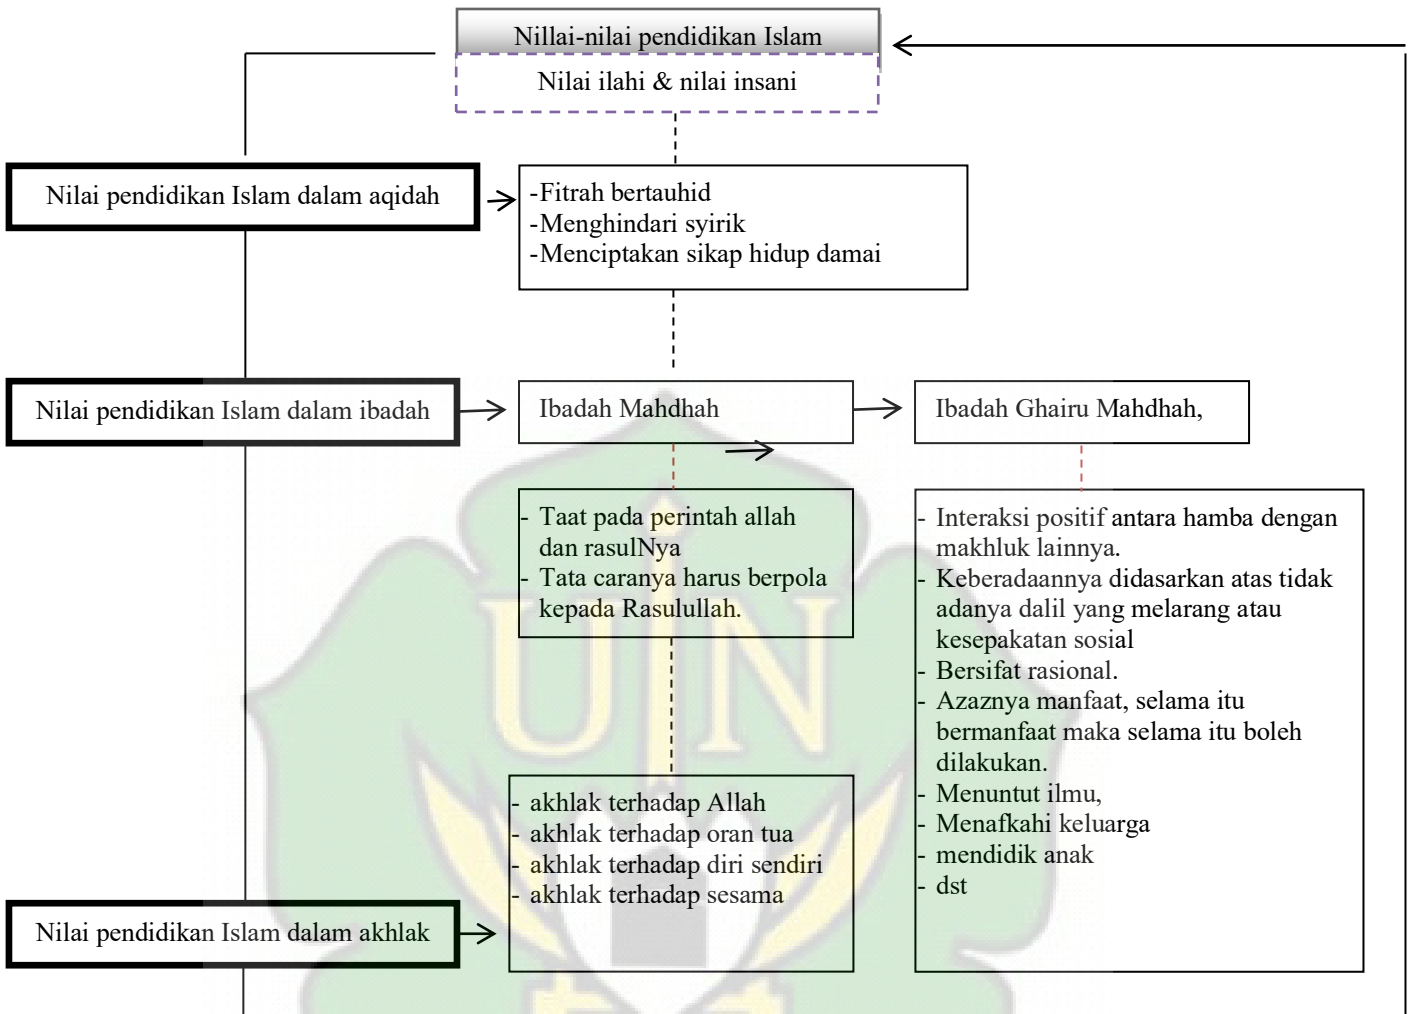 Nillai-nilai pendidikan Islam
Nilai ilahi & nilai insani
Nilai pendidikan Islam dalam aqidah
-Fitrah bertauhid
-Menghindari syirik
-Menciptakan sikap hidup damai
Nilai pendidikan Islam dalam ibadah
Ibadah Mahdhah
Ibadah Ghairu Mahdhah,
- Taat pada perintah allah
dan rasulNya
- Tata caranya harus berpola
kepada Rasulullah.
- Interaksi positif antara hamba dengan
makhluk lainnya.
- Keberadaannya didasarkan atas tidak
adanya dalil yang melarang atau
kesepakatan sosial
- Bersifat rasional.
- Azaznya manfaat, selama itu
bermanfaat maka selama itu boleh
dilakukan.
- Menuntut ilmu,
- Menafkahi keluarga
- mendidik anak
- dst
Nilai pendidikan Islam dalam akhlak
- akhlak terhadap Allah
- akhlak terhadap oran tua
- akhlak terhadap diri sendiri
- akhlak terhadap sesama
UIN